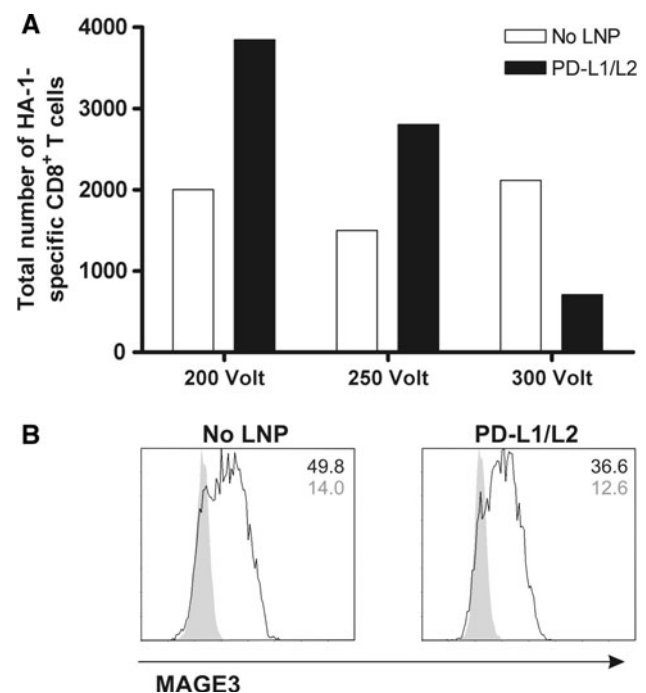 A
Total number of HA-1-
specific CD8+ T cells
4000
3000
2000
1000
0
No LNP
PD-L1/L2
200 Volt
250 Volt
300 Volt
B
No LNP
49.8
14.0
PD-L1/L2
36.6
12.6
MAGE3